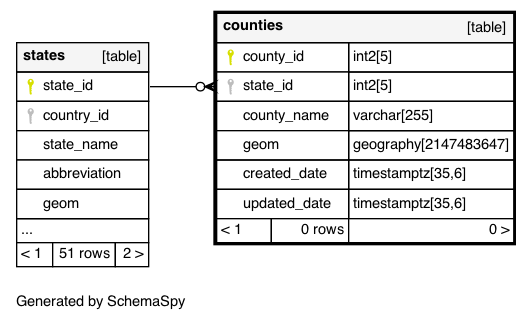 states [table]
state_id
country_id
state_name
abbreviation
geom
...
< 1 51 rows 2 >
counties [table]
county_id int2[5]
state_id int2[5]
county_name varchar[255]
geom geography[2147483647]
created_date timestamptz[35,6]
updated_date timestamptz[35,6]
< 1 0 rows 0 >
Generated by SchemaSpy